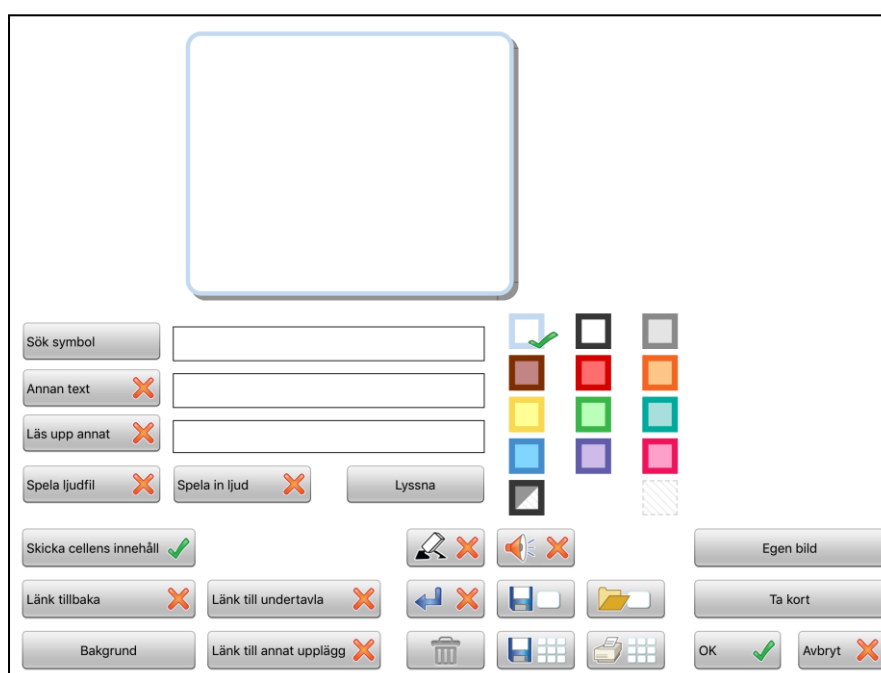 Sök symbol
Annan text
Läs upp annat
Spela ljudfil
Spela in ljud
Lyssna
Skicka cellens innehåll
Egen bild
Länk tillbaka
Länk till undertavla
Ta kort
Bakgrund
Länk till annat upplägg
OK
Avbryt